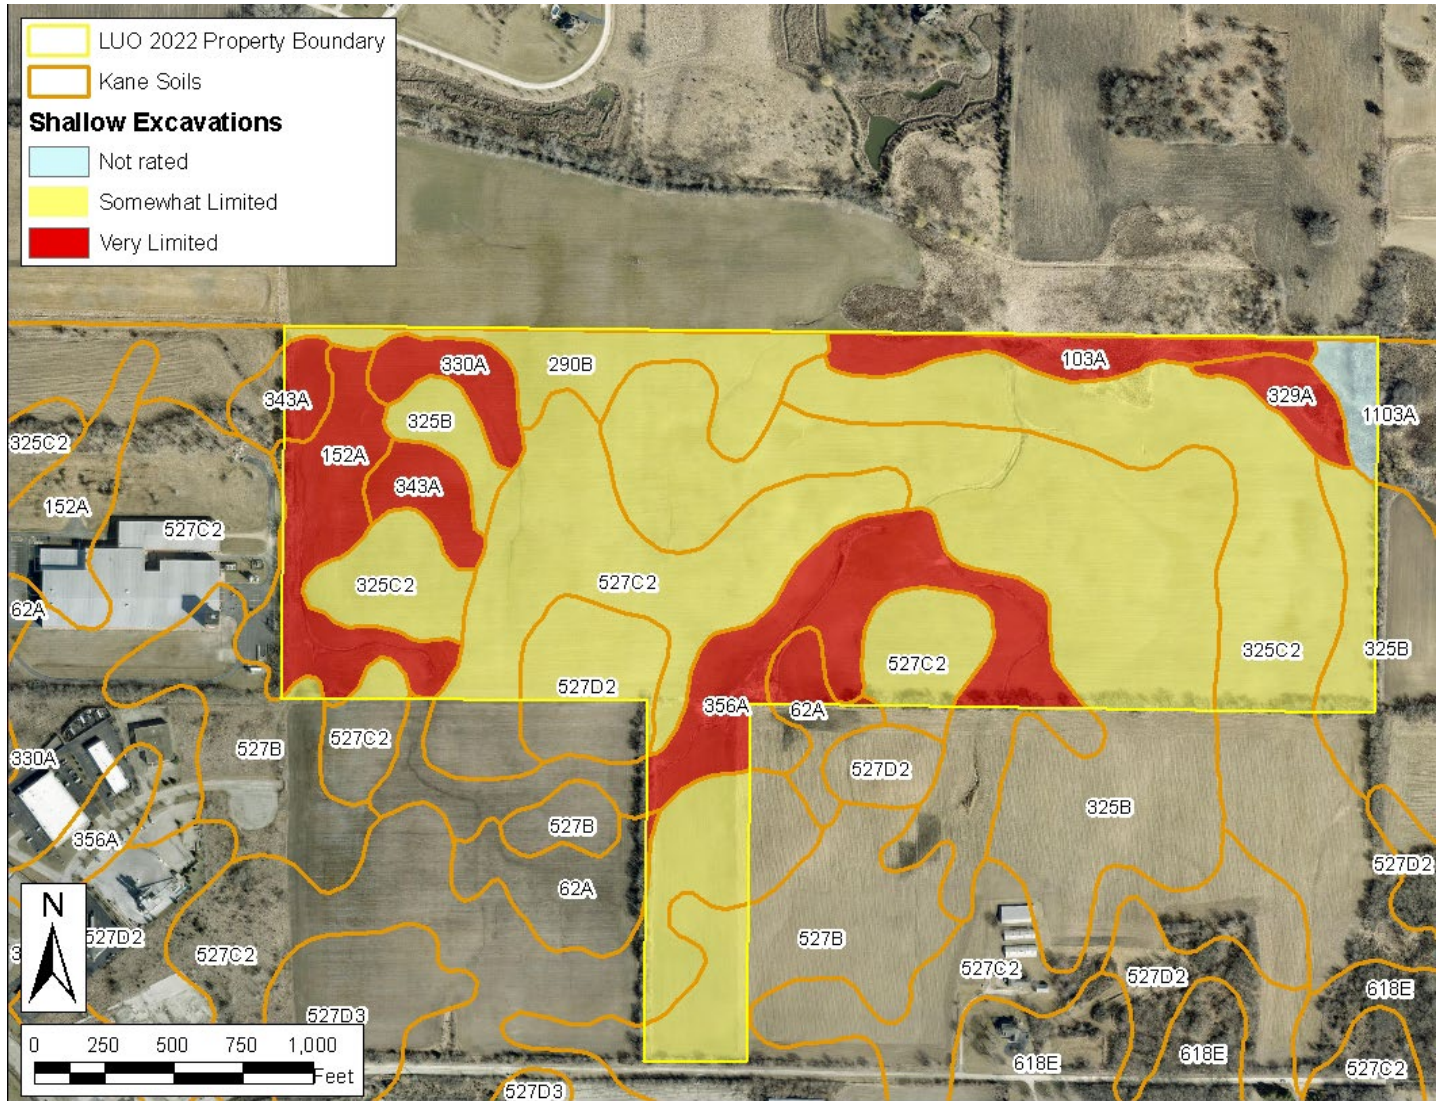 LUO 2022 Property Boundary
Kane Soils
Shallow Excavations
Not rated
Somewhat Limited
Very Limited
330A
290B
103A
343A
329A
1103A
325B
325C2
152A
343A
152A
527C2
325C2
527C2
62A
325C2
325B
527C2
527D2
356A
62A
527B
527C2
330A
527D2
325B
527B
356A
527D2
62A
N
527D2
527B
527C2
527C2
527D2
618E
527D3
0 250 500 750 1,000
Feet
618E
618E
527C2
527D3